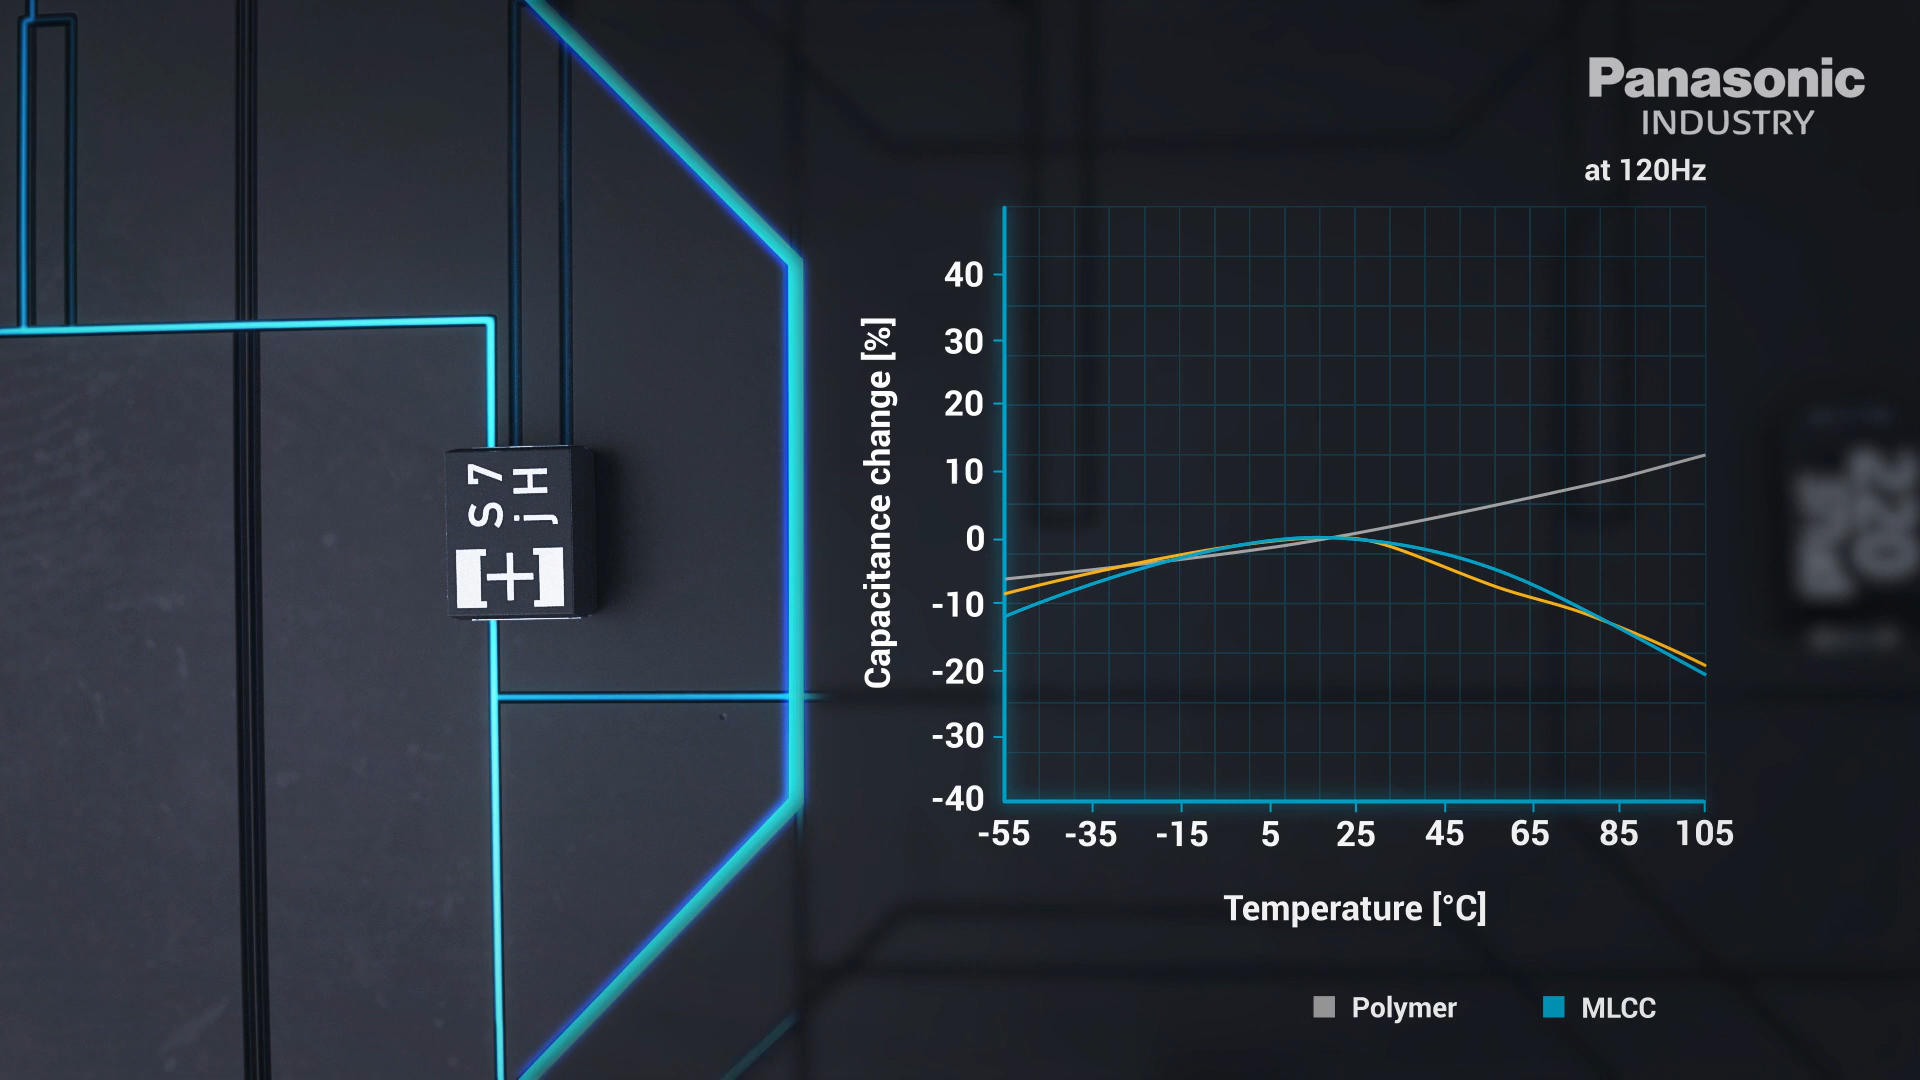 Panasonic
INDUSTRY
at 120Hz
S 7
j H
[+]
Capacitance change [%]
40
30
20
10
0
-10
-20
-30
-40
-55 -35 -15 5 25 45 65 85 105
Temperature [°C]
Polymer MLCC